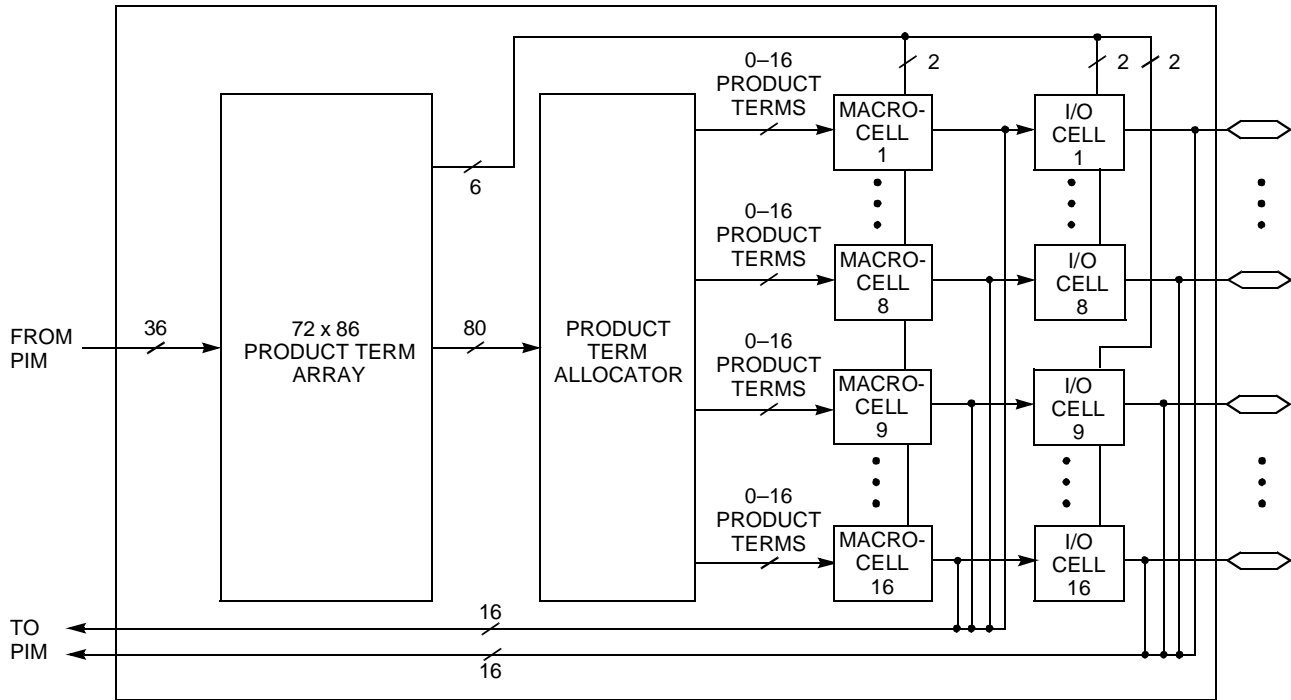 0–16
PRODUCT
TERMS
2
2
2
MACRO-
CELL
1
I/O
CELL
1
6
0–16
PRODUCT
TERMS
MACRO-
CELL
8
I/O
CELL
8
FROM
PIM
36
72 x 86
PRODUCT TERM
ARRAY
80
PRODUCT
TERM
ALLOCATOR
0–16
PRODUCT
TERMS
MACRO-
CELL
9
I/O
CELL
9
0–16
PRODUCT
TERMS
MACRO-
CELL
16
I/O
CELL
16
TO
PIM
16
16